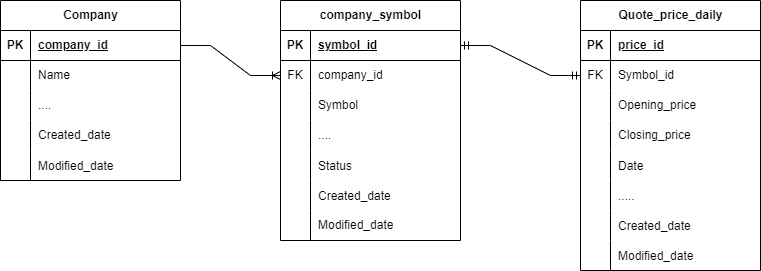 Company
PK company_id
Name
....
Created_date
Modified_date
company_symbol
PK symbol_id
FK company_id
Symbol
....
Status
Created_date
Modified_date
Quote_price_daily
PK price_id
FK Symbol_id
Opening_price
Closing_price
Date
.....
Created_date
Modified_date